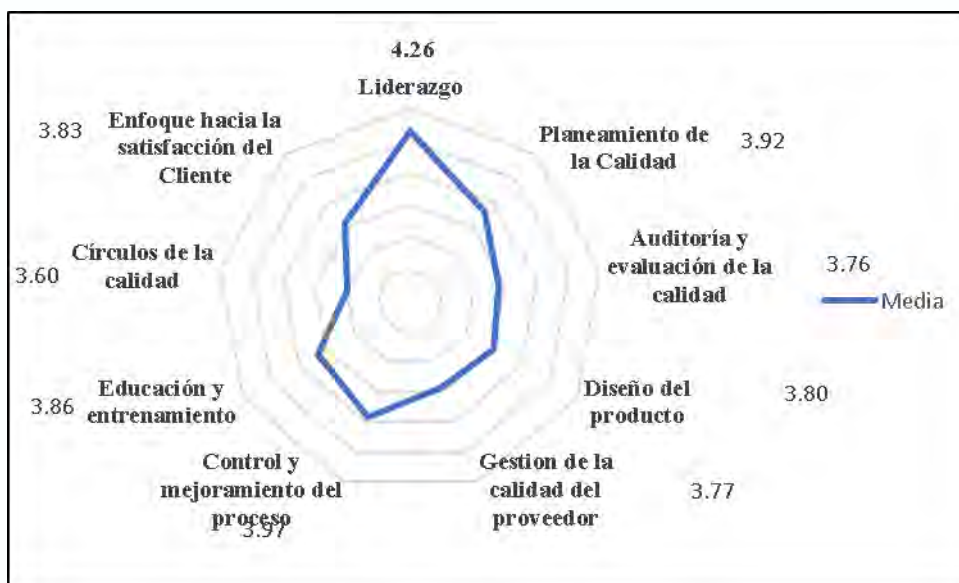 4.26
Liderazgo
3.92
Planeamiento de
la Calidad
3.76
Auditoría y
evaluación de la
calidad
Media
3.80
Diseño del
producto
3.77
Gestion de la
calidad del
proveedor
Control y
mejoramiento del
proceso
3.97
3.86
Educación y
entrenamiento
3.60
Círculos de la
calidad
3.83
Enfoque hacia la
satisfacción del
Cliente